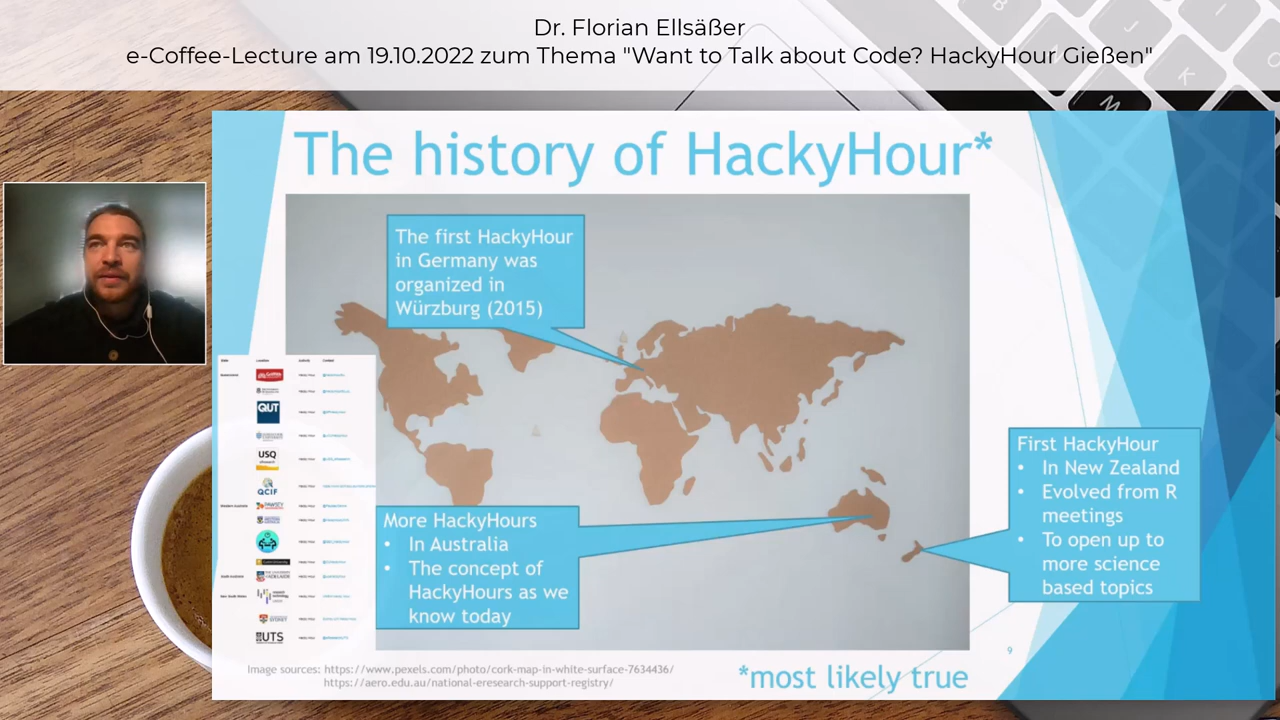 Dr. Florian Ellsäßer
e-Coffee-Lecture am 19.10.2022 zum Thema "Want to Talk about Code? HackyHour Gießen"
The history of HackyHour*
The first HackyHour
in Germany was
organized in
Würzburg (2015)
First HackyHour
• In New Zealand
• Evolved from R
meetings
• To open up to
more science
based topics
More HackyHours
• In Australia
• The concept of
HackyHours as we
know today
QUT
USQ
QCIF
PAWSEY
ADELAIDE
SYDNEY
UTS
9
Image sources: https://www.pexels.com/photo/cork-map-in-white-surface-7634436/
https://aero.edu.au/national-eresearch-support-registry/
*most likely true